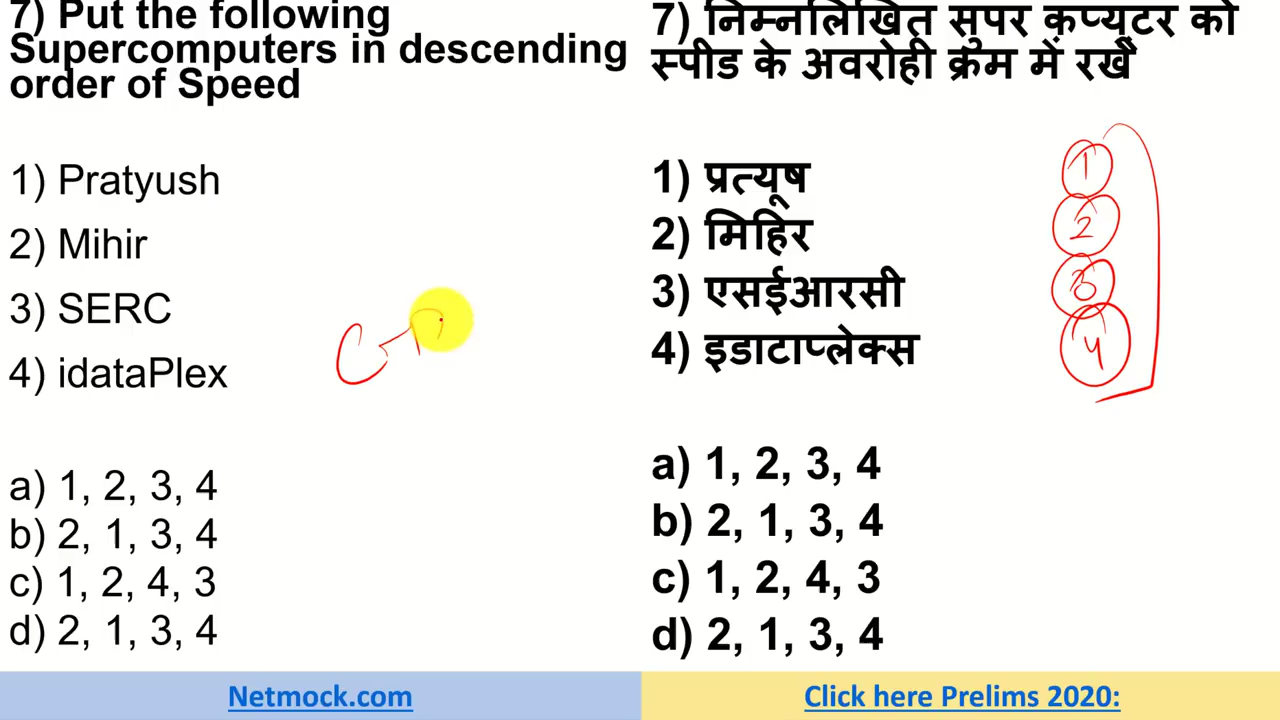 7) Put the following
Supercomputers in descending
order of Speed
1) Pratyush
2) Mihir
3) SERC
4) idataPlex
a) 1, 2, 3, 4
b) 2, 1, 3, 4
c) 1, 2, 4, 3
d) 2, 1, 3, 4
7) निम्नलिखित सुपर कप्यूटर को
स्पीड के अवरोही क्रम में रखें
1) प्रत्यूष
2) मिहिर
3) एसईआरसी
4) इडाटाप्लेक्स
1
2
3
4
a) 1, 2, 3, 4
b) 2, 1, 3, 4
c) 1, 2, 4, 3
d) 2, 1, 3, 4
Netmock.com
Click here Prelims 2020: